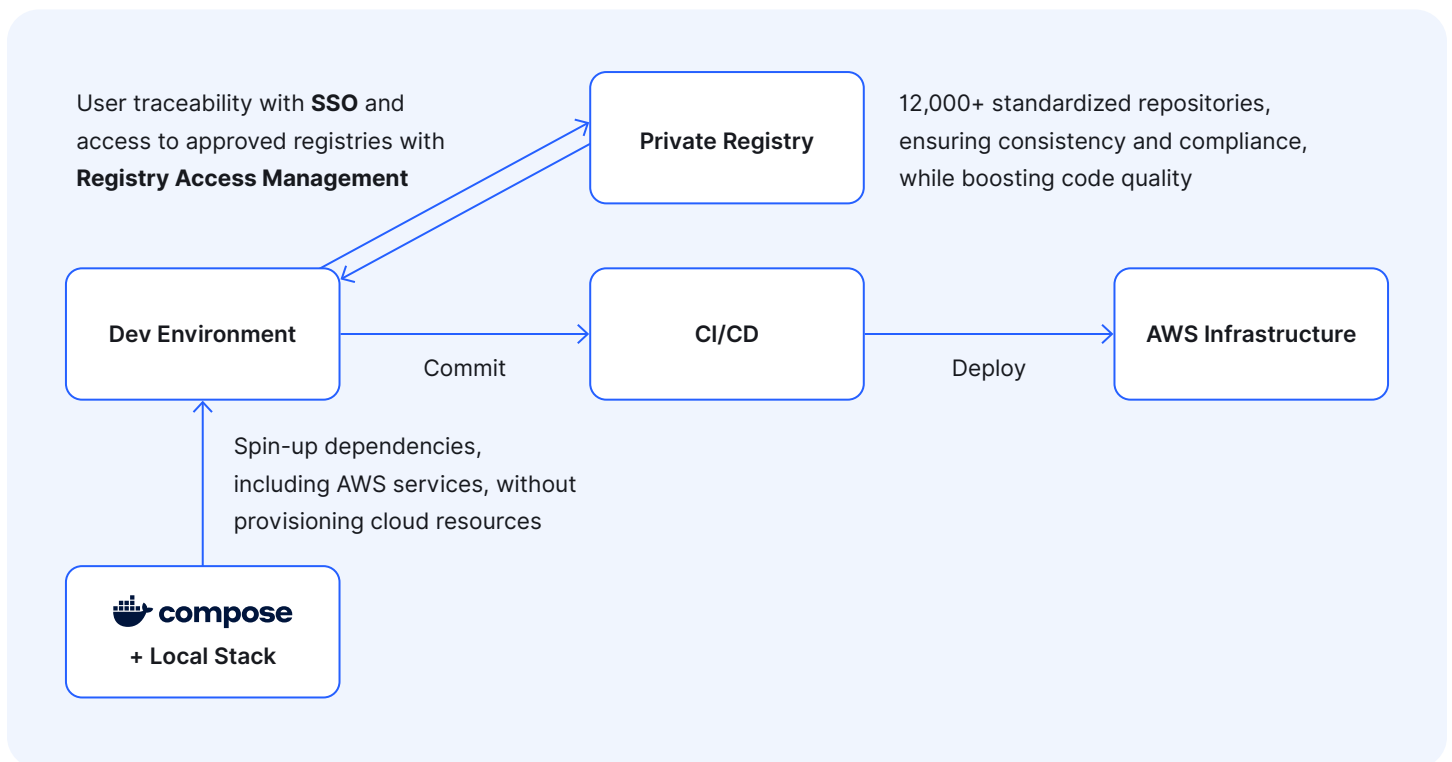 User traceability with SSO and
access to approved registries with
Registry Access Management
Private Registry
12,000+ standardized repositories,
ensuring consistency and compliance,
while boosting code quality
Dev Environment
Commit
CI/CD
Deploy
AWS Infrastructure
Spin-up dependencies,
including AWS services, without
provisioning cloud resources
compose
+ Local Stack